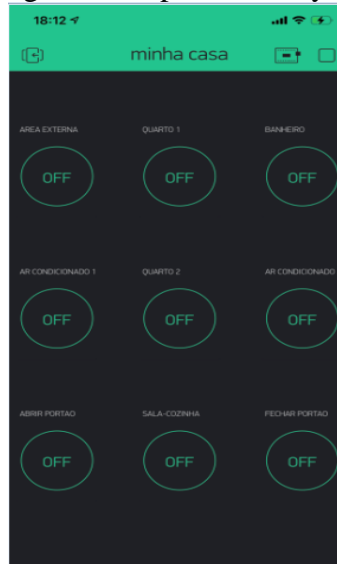 18:12
minha casa
AREA EXTERNA QUARTO 1 BANHEIRO
OFF OFF OFF
AR CONDICIONADO 1 QUARTO 2 AR CONDICIONADO
OFF OFF OFF
ABRIR PORTAO SALA-COZINHA FECHAR PORTAO
OFF OFF OFF